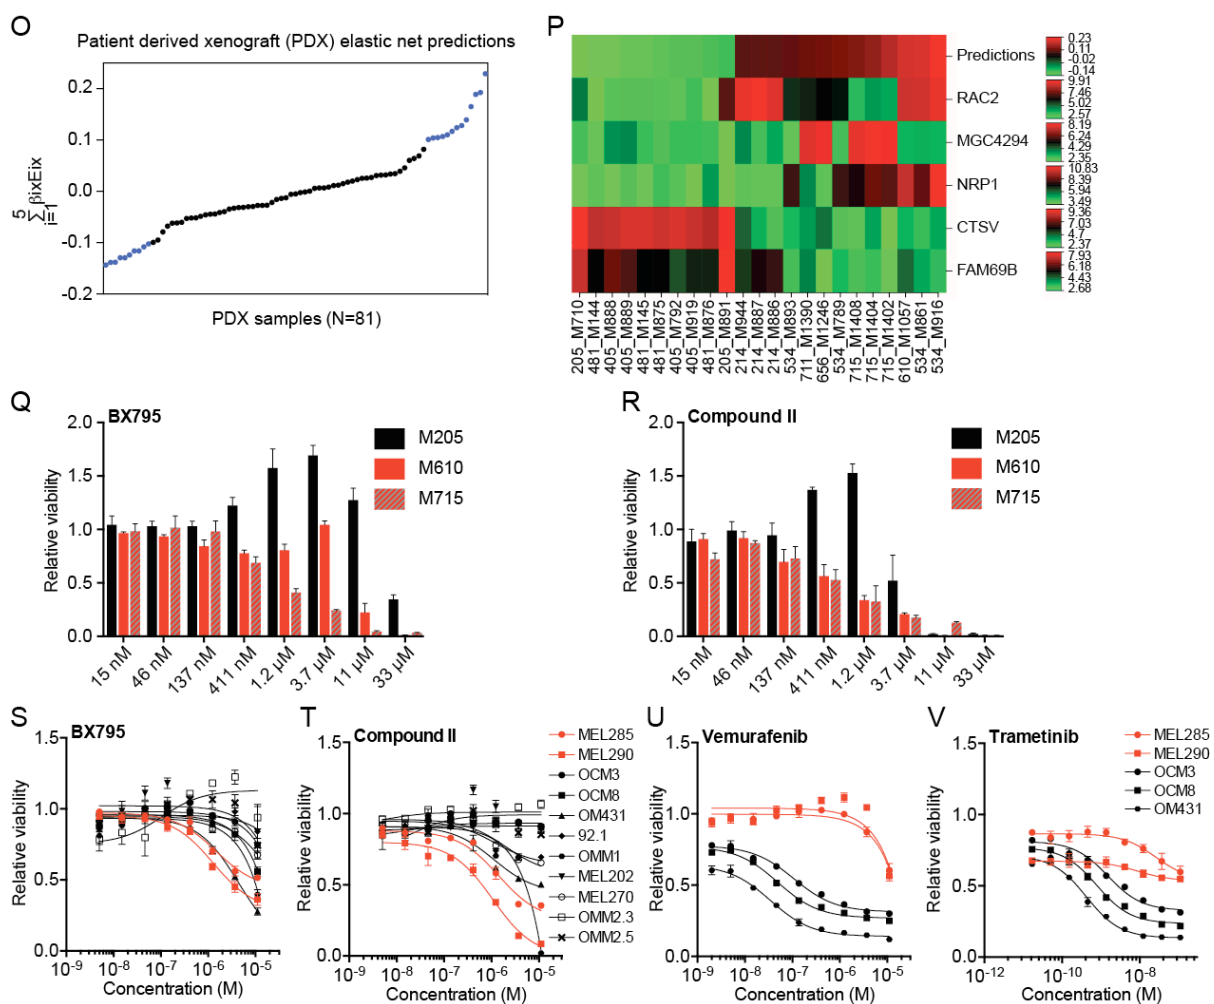 O
Patient derived xenograft (PDX) elastic net predictions
0.2
0.1
0.0
-0.1
-0.2
5
Σ βixEix
i=1
PDX samples (N=81)
P
Predictions
RAC2
MGC4294
NRP1
CTSV
FAM69B
0.23
0.11
-0.02
-0.14
9.91
7.46
5.02
2.57
8.19
6.24
4.29
2.35
10.83
8.39
5.94
3.49
9.36
7.03
4.7
2.37
7.93
6.18
4.43
2.68
205_M710
481_M144
405_M888
405_M889
481_M145
481_M875
405_M792
405_M919
481_M876
205_M891
214_M944
214_M887
214_M886
534_M893
711_M1390
656_M1246
534_M789
715_M1408
715_M1404
715_M1402
610_M1057
534_M861
534_M916
Q
BX795
2.0
1.5
1.0
0.5
0.0
Relative viability
M205
M610
M715
15 nM
46 nM
137 nM
411 nM
1.2 µM
3.7 µM
11 µM
33 µM
R
Compound II
2.0
1.5
1.0
0.5
0.0
Relative viability
M205
M610
M715
15 nM
46 nM
137 nM
411 nM
1.2 µM
3.7 µM
11 µM
33 µM
S
BX795
1.5
1.0
0.5
0.0
Relative viability
10-9
10-8
10-7
10-6
10-5
Concentration (M)
T
Compound II
1.5
1.0
0.5
0.0
Relative viability
10-9
10-8
10-7
10-6
10-5
Concentration (M)
MEL285
MEL290
OCM3
OCM8
OM431
92.1
OMM1
MEL202
MEL270
OMM2.3
OMM2.5
U
Vemurafenib
1.5
1.0
0.5
0.0
Relative viability
10-9
10-8
10-7
10-6
10-5
Concentration (M)
V
Trametinib
1.5
1.0
0.5
0.0
Relative viability
10-12
10-10
10-8
Concentration (M)
MEL285
MEL290
OCM3
OCM8
OM431